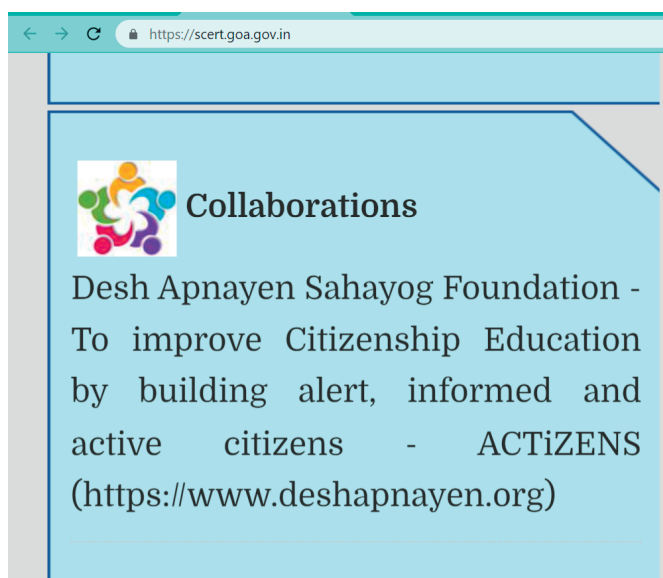 https://scert.goa.gov.in
Collaborations
Desh Apnayen Sahayog Foundation -
To improve Citizenship Education
by building alert, informed and
active citizens - ACTiZENS
(https://www.deshapnayen.org)